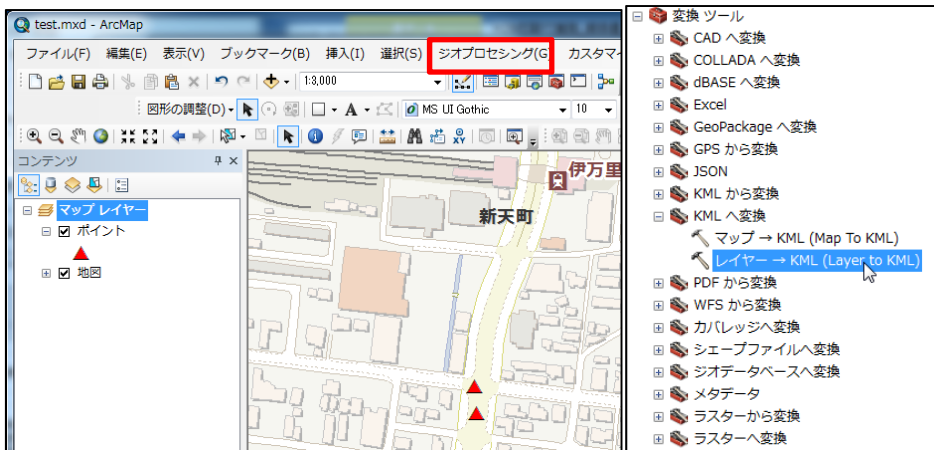 test.mxd - ArcMap
ファイル(F) 編集(E) 表示(V) ブックマーク(B) 挿入(I) 選択(S) ジオプロセシング(G) カスタマイ
1:3,000
図形の調整(D) A MS UI Gothic 10
コンテンツ
マップ レイヤー
ポイント
地図
伊万里
新天町
変換 ツール
CAD へ変換
COLLADA へ変換
dBASE へ変換
Excel
GeoPackage へ変換
GPS から変換
JSON
KML から変換
KML へ変換
マップ → KML (Map To KML)
レイヤー → KML (Layer to KML)
PDF から変換
WFS から変換
カバレッジへ変換
シェープファイルへ変換
ジオデータベースへ変換
メタデータ
ラスターから変換
ラスターへ変換